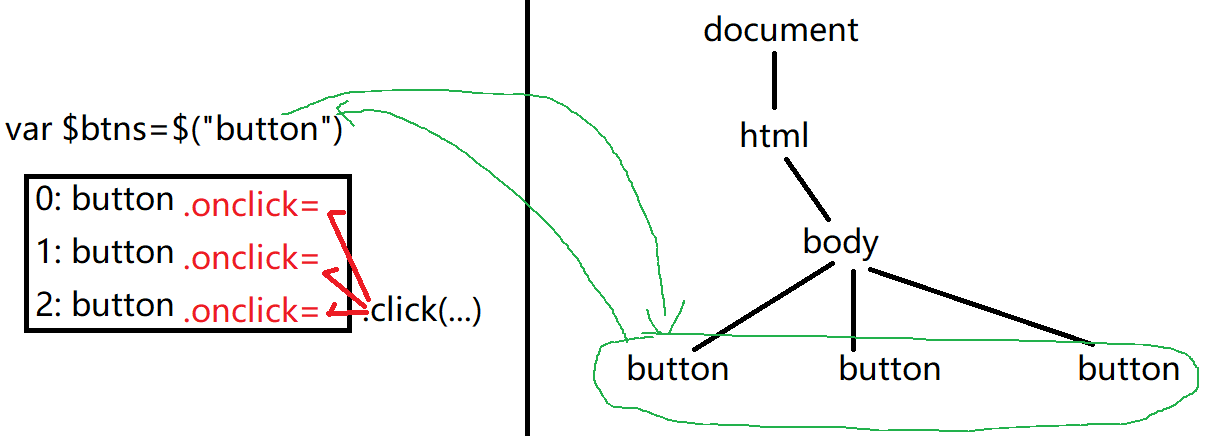 var $btns=$("button")
0: button .onclick=
1: button .onclick=
2: button .onclick=
.click(...)
document
html
body
button button button